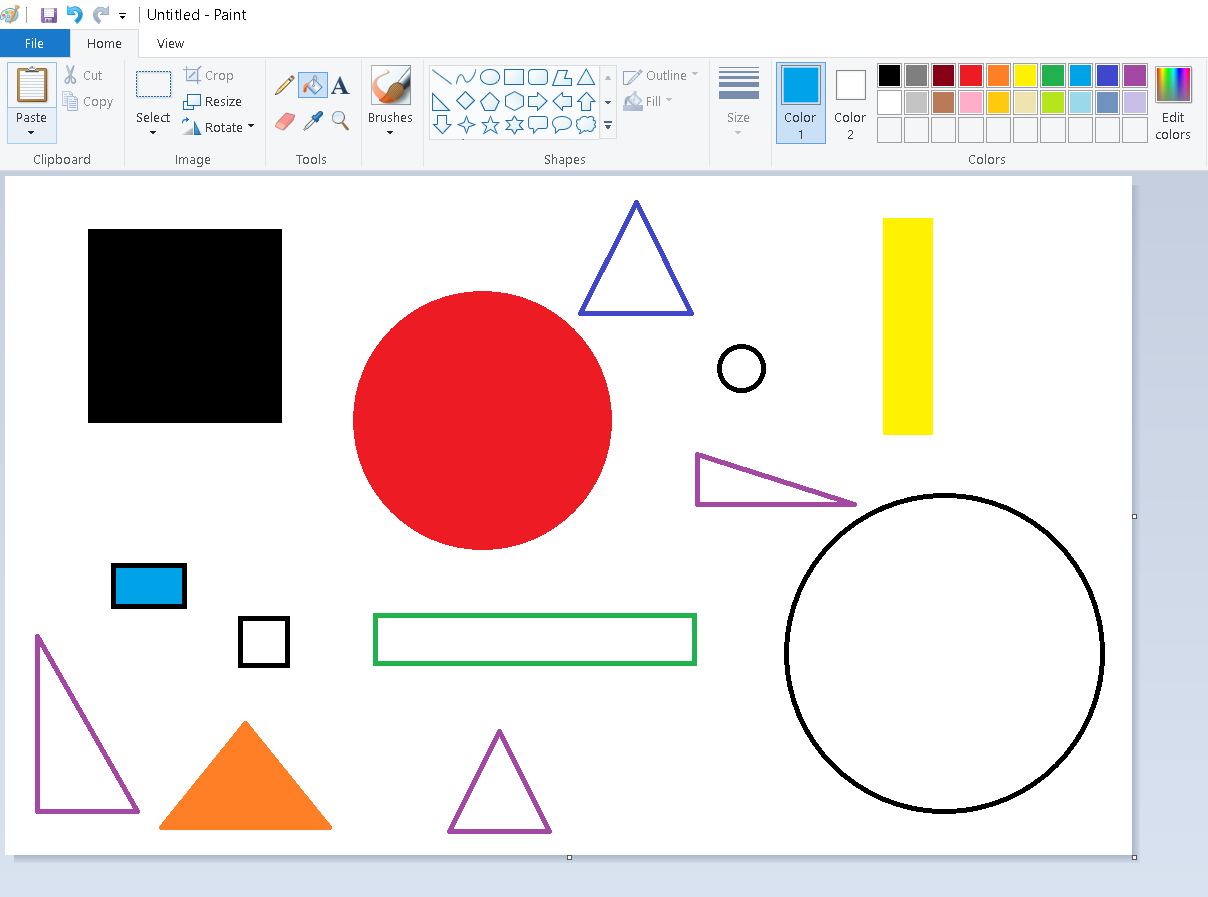 Untitled - Paint
File Home View
Paste
Cut
Copy
Clipboard
Select
Crop
Resize
Rotate
Image
A
Tools
Brushes
Outline
Fill
Shapes
Size
Color
1
Color
2
Edit
colors
Colors